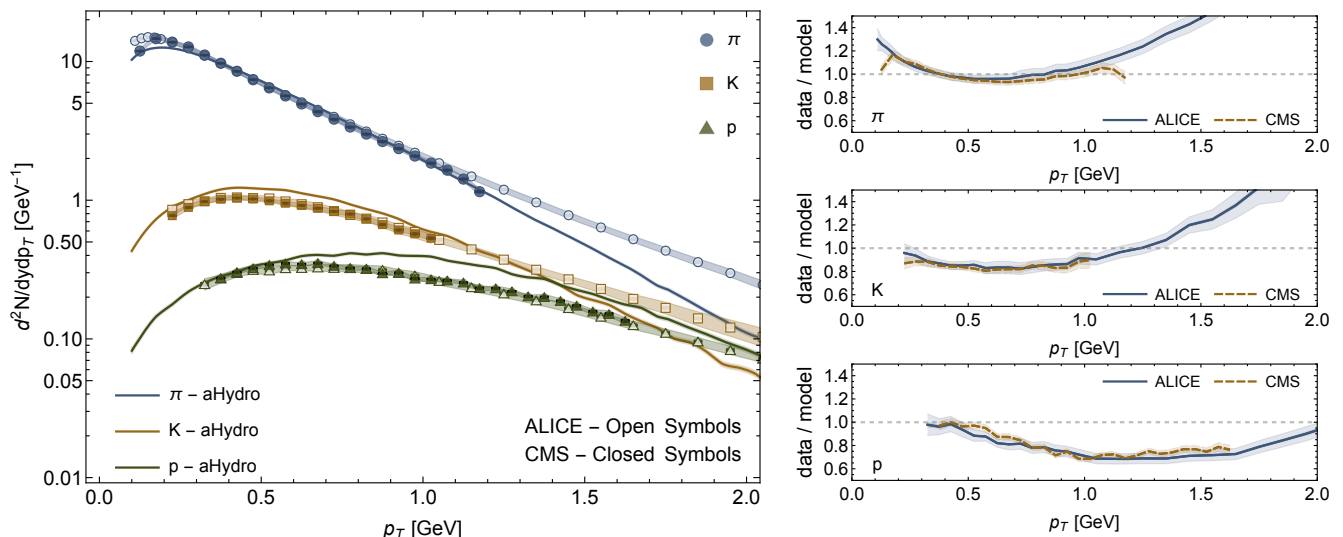 10
5
1
0.50
0.10
0.05
0.01
d²N/dydp_T [GeV⁻¹]
π
K
p
π – aHydro
K – aHydro
p – aHydro
ALICE – Open Symbols
CMS – Closed Symbols
0.0 0.5 1.0 1.5 2.0
p_T [GeV]
data / model
1.4
1.2
1.0
0.8
0.6
π
ALICE CMS
0.0 0.5 1.0 1.5 2.0
p_T [GeV]
data / model
1.4
1.2
1.0
0.8
0.6
K
ALICE CMS
0.0 0.5 1.0 1.5 2.0
p_T [GeV]
data / model
1.4
1.2
1.0
0.8
0.6
p
ALICE CMS
0.0 0.5 1.0 1.5 2.0
p_T [GeV]